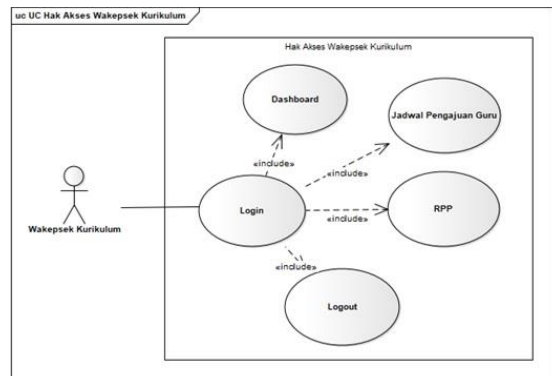 uc UC Hak Akses Wakepsek Kurikulum
Hak Akses Wakepsek Kurikulum
Dashboard
Jadwal Pengajuan Guru
«include»
«include»
Login
RPP
«include»
Wakepsek Kurikulum
«include»
Logout